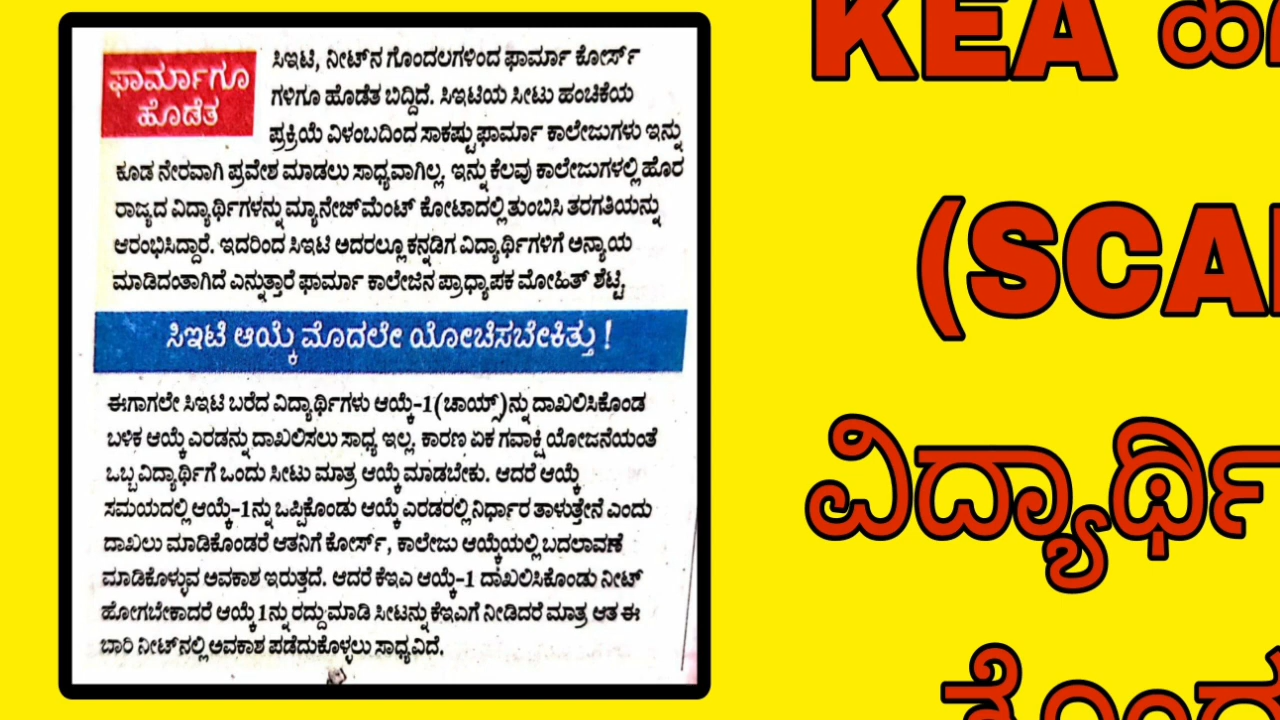 ಫಾರ್ಮಾಗೂ
ಹೊಡೆತ
ಸಿಇಟಿ, ನೀಟ್‌ನ ಗೊಂದಲಗಳಿಂದ ಫಾರ್ಮಾ ಕೋರ್ಸ್
ಗಳಿಗೂ ಹೊಡೆತ ಬಿದ್ದಿದೆ. ಸಿಇಟಿಯ ಸೀಟು ಹಂಚಿಕೆಯ
ಪ್ರಕ್ರಿಯೆ ವಿಳಂಬದಿಂದ ಸಾಕಷ್ಟು ಫಾರ್ಮಾ ಕಾಲೇಜುಗಳು ಇನ್ನು
ಕೂಡ ನೇರವಾಗಿ ಪ್ರವೇಶ ಮಾಡಲು ಸಾಧ್ಯವಾಗಿಲ್ಲ. ಇನ್ನು ಕೆಲವು ಕಾಲೇಜುಗಳಲ್ಲಿ ಹೊರ
ರಾಜ್ಯದ ವಿದ್ಯಾರ್ಥಿಗಳನ್ನು ಮ್ಯಾನೇಜ್‌ಮೆಂಟ್ ಕೋಟಾದಲ್ಲಿ ತುಂಬಿಸಿ ತರಗತಿಯನ್ನು
ಆರಂಭಿಸಿದ್ದಾರೆ. ಇದರಿಂದ ಸಿಇಟಿ ಅದರಲ್ಲೂ ಕನ್ನಡಿಗ ವಿದ್ಯಾರ್ಥಿಗಳಿಗೆ ಅನ್ಯಾಯ
ಮಾಡಿದಂತಾಗಿದೆ ಎನ್ನುತ್ತಾರೆ ಫಾರ್ಮಾ ಕಾಲೇಜಿನ ಪ್ರಾಧ್ಯಾಪಕ ಮೋಹಿತ್ ಶೆಟ್ಟಿ.
ಸಿಇಟಿ ಆಯ್ಕೆ ಮೊದಲೇ ಯೋಚಿಸಬೇಕಿತ್ತು !
ಈಗಾಗಲೇ ಸಿಇಟಿ ಬರೆದ ವಿದ್ಯಾರ್ಥಿಗಳು ಆಯ್ಕೆ-1(ಚಾಯ್ಸ್)ನ್ನು ದಾಖಲಿಸಿಕೊಂಡ
ಬಳಿಕ ಆಯ್ಕೆ ಎರಡನ್ನು ದಾಖಲಿಸಲು ಸಾಧ್ಯ ಇಲ್ಲ. ಕಾರಣ ಏಕ ಗವಾಕ್ಷಿ ಯೋಜನೆಯಂತೆ
ಒಬ್ಬ ವಿದ್ಯಾರ್ಥಿಗೆ ಒಂದು ಸೀಟು ಮಾತ್ರ ಆಯ್ಕೆ ಮಾಡಬೇಕು. ಆದರೆ ಆಯ್ಕೆ
ಸಮಯದಲ್ಲಿ ಆಯ್ಕೆ-1ನ್ನು ಒಪ್ಪಿಕೊಂಡು ಆಯ್ಕೆ ಎರಡರಲ್ಲಿ ನಿರ್ಧಾರ ತಾಳುತ್ತೇನೆ ಎಂದು
ದಾಖಲು ಮಾಡಿಕೊಂಡರೆ ಆತನಿಗೆ ಕೋರ್ಸ್, ಕಾಲೇಜು ಆಯ್ಕೆಯಲ್ಲಿ ಬದಲಾವಣೆ
ಮಾಡಿಕೊಳ್ಳುವ ಅವಕಾಶ ಇರುತ್ತದೆ. ಆದರೆ ಕೆಇಎ ಆಯ್ಕೆ-1 ದಾಖಲಿಸಿಕೊಂಡು ನೀಟ್
ಹೋಗಬೇಕಾದರೆ ಆಯ್ಕೆ 1ನ್ನು ರದ್ದು ಮಾಡಿ ಸೀಟನ್ನು ಕೆಇಎಗೆ ನೀಡಿದರೆ ಮಾತ್ರ ಆತ ಈ
ಬಾರಿ ನೀಟ್‌ನಲ್ಲಿ ಅವಕಾಶ ಪಡೆದುಕೊಳ್ಳಲು ಸಾಧ್ಯವಿದೆ.
KEA
(SCA
ವಿದ್ಯಾರ್ಥಿ